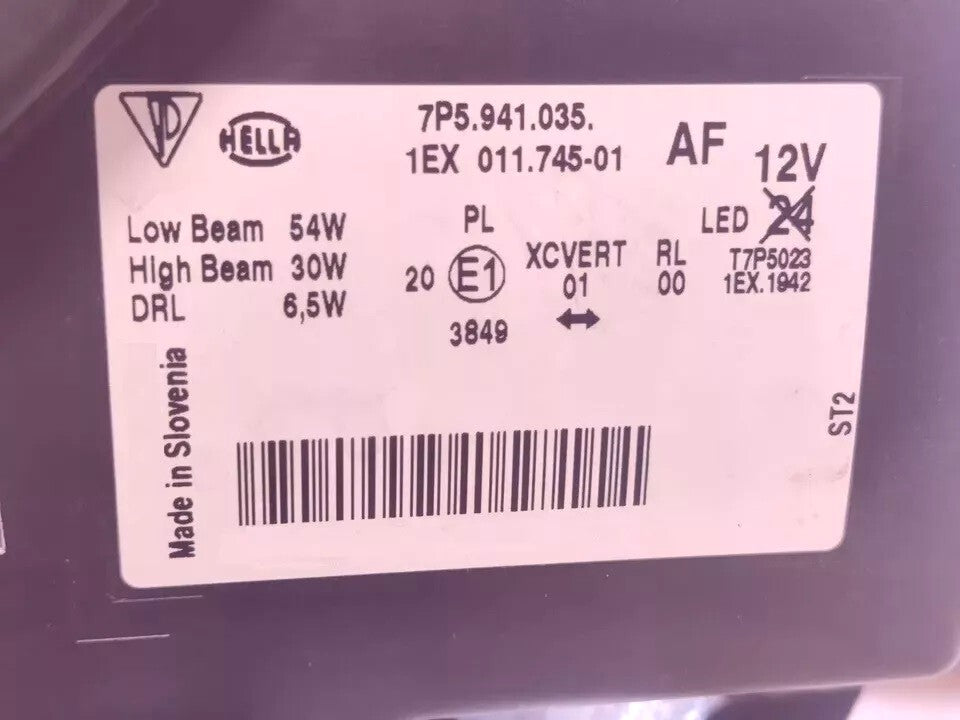 VD
HELLA
7P5.941.035.
1EX 011.745-01
AF
12V
Low Beam 54W
High Beam 30W
DRL 6,5W
PL
20 E1
3849
XCVERT
01
RL
00
LED 24
T7P5023
1EX.1942
Made in Slovenia
ST2